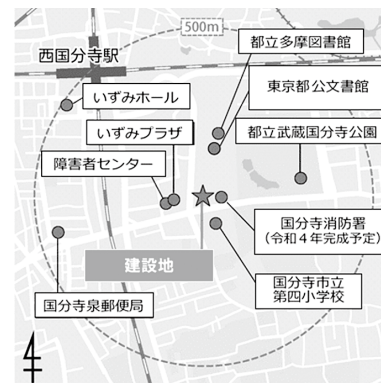 500m
西国分寺駅
都立多摩図書館
東京都公文書館
いずみホール
いずみプラザ
都立武蔵国分寺公園
障害者センター
国分寺消防署
（令和４年完成予定）
建設地
国分寺市立
第四小学校
国分寺泉郵便局
4